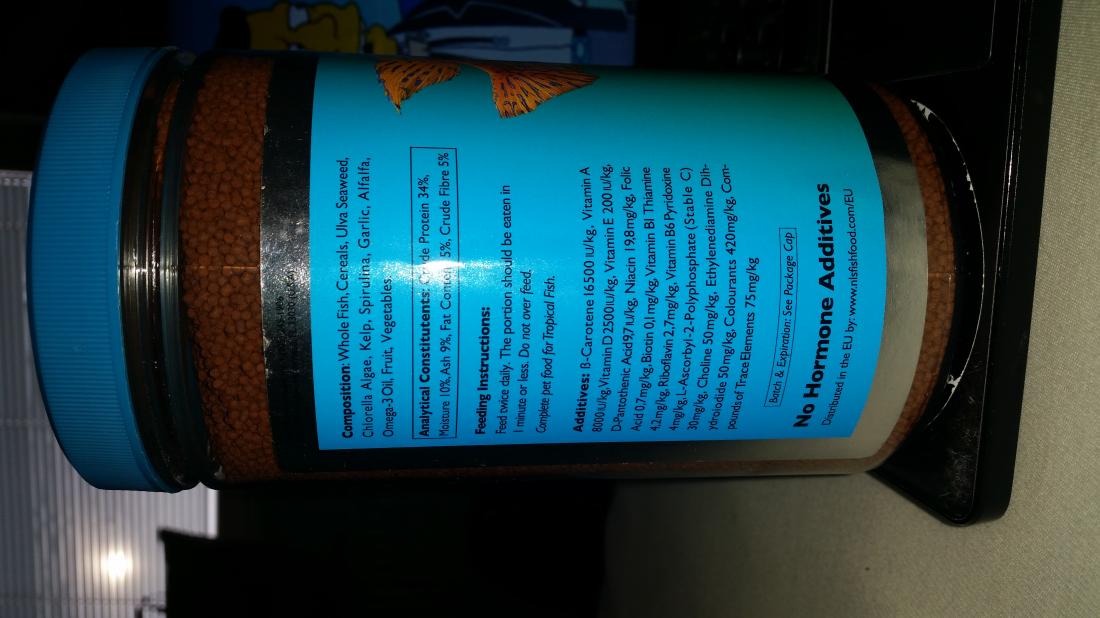 Composition: Whole Fish, Cereals, Ulva Seaweed,
Chlorella Algae, Kelp, Spirulina, Garlic, Alfalfa,
Omega-3 Oil, Fruit, Vegetables
Analytical Constitutents: Crude Protein 34%,
Moisture 10%, Ash 9%, Fat Content 5%, Crude Fibre 5%
Feeding Instructions:
Feed twice daily. The portion should be eaten in
1 minute or less. Do not over feed.
Complete pet food for Tropical Fish.
Additives: β-Carotene 16500 IU/kg, Vitamin A
8000IU/kg, Vitamin D 2500IU/kg, Vitamin E 200 IU/kg,
D-Pantothenic Acid 9,7 IU/kg, Niacin 19,8mg/kg, Folic
Acid 0,7mg/kg, Biotin 0,1mg/kg, Vitamin B1 Thiamine
4,2mg/kg, Riboflavin 2,7mg/kg, Vitamin B6 Pyridoxine
4mg/kg, L-Ascorbyl-2-Polyphosphate (Stable C)
30mg/kg, Choline 50mg/kg, Ethylenediamine Dih-
ydroiodide 50mg/kg, Colourants 420mg/kg, Com-
pounds of Trace Elements 75mg/kg
Batch & Expiration: See Package Cap
No Hormone Additives
Distributed in the EU by: www.nlsfishfood.com/EU